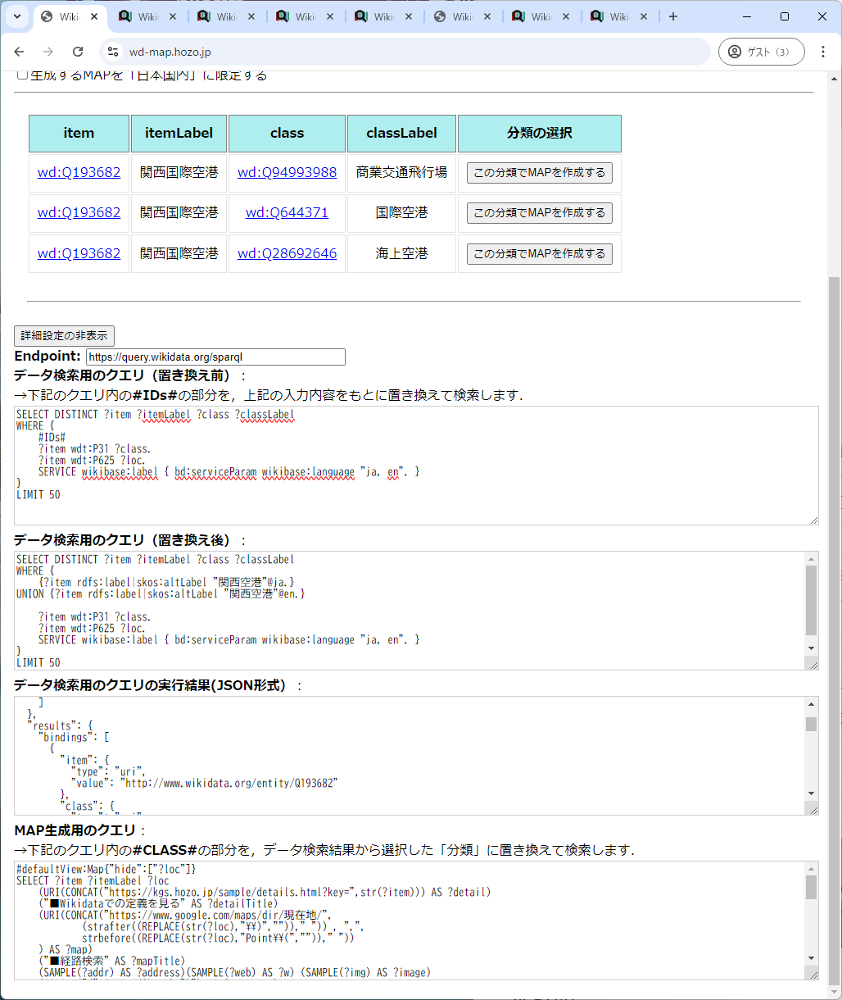 Wiki
Wiki
Wiki
Wiki
Wiki
Wiki
Wiki
Wiki
wd-map.hozo.jp
ゲスト（3）
生成するMAPを「日本国内」に限定する
item itemLabel class classLabel 分類の選択
wd:Q193682 関西国際空港 wd:Q94993988 商業交通飛行場 この分類でMAPを作成する
wd:Q193682 関西国際空港 wd:Q644371 国際空港 この分類でMAPを作成する
wd:Q193682 関西国際空港 wd:Q28692646 海上空港 この分類でMAPを作成する
詳細設定の非表示
Endpoint: https://query.wikidata.org/sparql
データ検索用のクエリ（置き換え前）：
→下記のクエリ内の#IDs#の部分を，上記の入力内容をもとに置き換えて検索します．
SELECT DISTINCT ?item ?itemLabel ?class ?classLabel
WHERE {
#IDs#
?item wdt:P31 ?class.
?item wdt:P625 ?loc.
SERVICE wikibase:label { bd:serviceParam wikibase:language "ja, en". }
}
LIMIT 50
データ検索用のクエリ（置き換え後）：
SELECT DISTINCT ?item ?itemLabel ?class ?classLabel
WHERE {
{?item rdfs:label|skos:altLabel "関西空港"@ja.}
UNION {?item rdfs:label|skos:altLabel "関西空港"@en.}
?item wdt:P31 ?class.
?item wdt:P625 ?loc.
SERVICE wikibase:label { bd:serviceParam wikibase:language "ja, en". }
}
LIMIT 50
データ検索用のクエリの実行結果(JSON形式）：
]
},
"results": {
"bindings": [
{
"item": {
"type": "uri",
"value": "http://www.wikidata.org/entity/Q193682"
},
"class": {
MAP生成用のクエリ：
→下記のクエリ内の#CLASS#の部分を，データ検索結果から選択した「分類」に置き換えて検索します．
#defaultView:Map{"hide":["?loc"]}
SELECT ?item ?itemLabel ?loc
(URI(CONCAT("https://kgs.hozo.jp/sample/details.html?key=",str(?item))) AS ?detail)
("■Wikidataでの定義を見る" AS ?detailTitle)
(URI(CONCAT("https://www.google.com/maps/dir/現在地/",
(strafter((REPLACE(str(?loc),"\\)",""))," ")) , ",",
strbefore((REPLACE(str(?loc),"Point\\(",""))," "))
) AS ?map)
("■経路検索" AS ?mapTitle)
(SAMPLE(?addr) AS ?address)(SAMPLE(?web) AS ?w) (SAMPLE(?img) AS ?image)